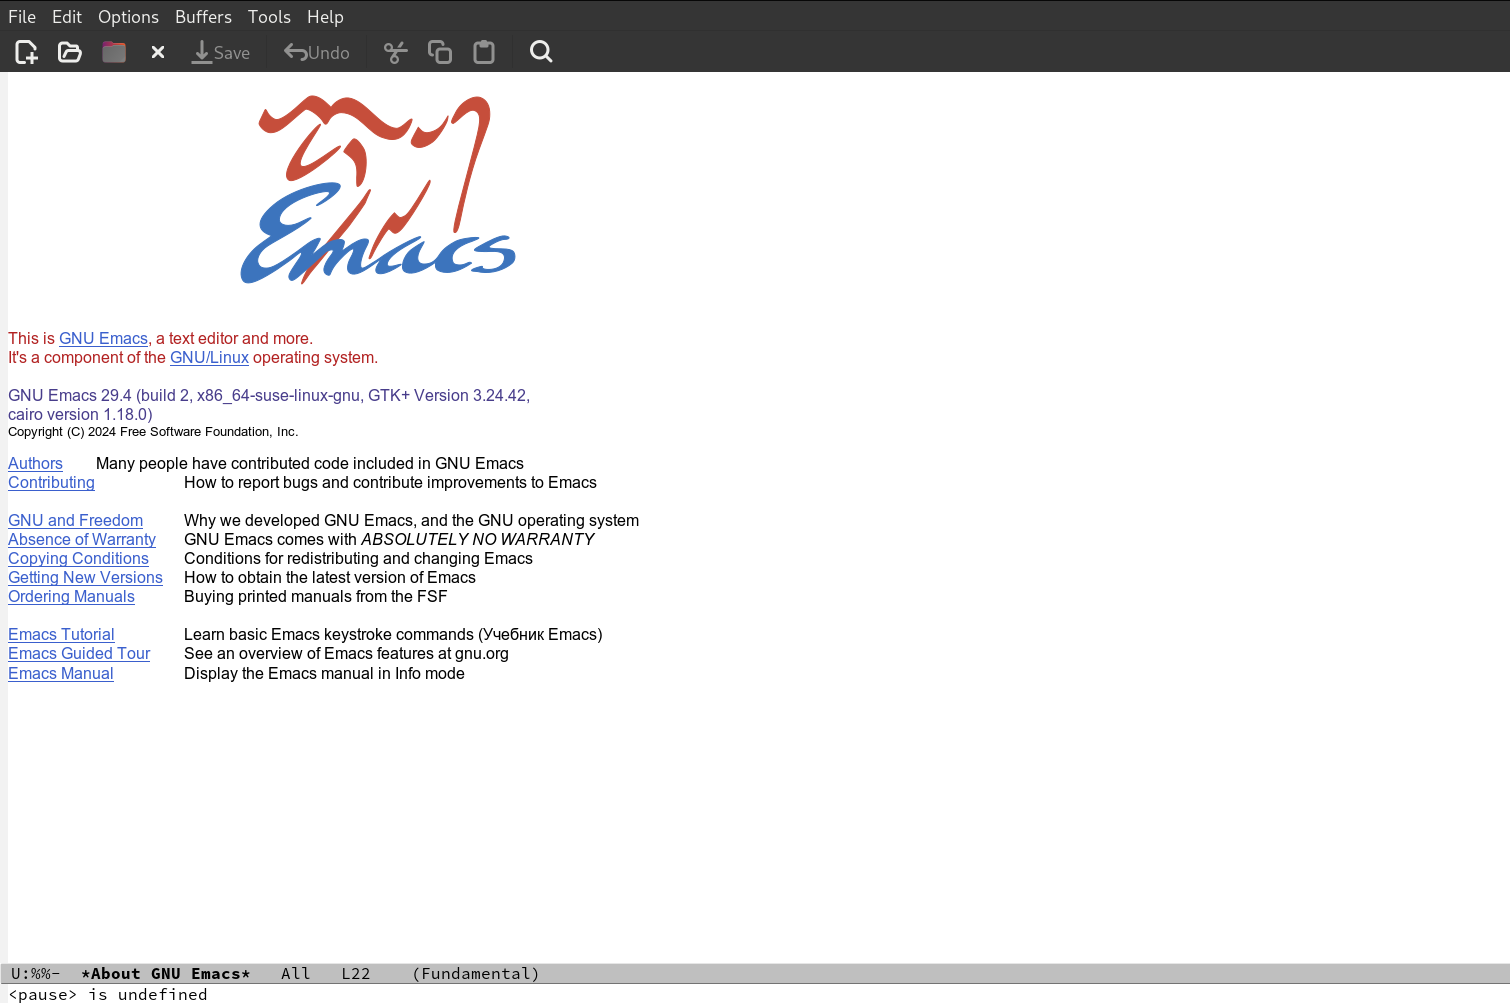 File Edit Options Buffers Tools Help
Save Undo
Emacs
This is GNU Emacs, a text editor and more.
It's a component of the GNU/Linux operating system.
GNU Emacs 29.4 (build 2, x86_64-suse-linux-gnu, GTK+ Version 3.24.42,
cairo version 1.18.0)
Copyright (C) 2024 Free Software Foundation, Inc.
Authors Many people have contributed code included in GNU Emacs
Contributing How to report bugs and contribute improvements to Emacs
GNU and Freedom Why we developed GNU Emacs, and the GNU operating system
Absence of Warranty GNU Emacs comes with ABSOLUTELY NO WARRANTY
Copying Conditions Conditions for redistributing and changing Emacs
Getting New Versions How to obtain the latest version of Emacs
Ordering Manuals Buying printed manuals from the FSF
Emacs Tutorial Learn basic Emacs keystroke commands (Учебник Emacs)
Emacs Guided Tour See an overview of Emacs features at gnu.org
Emacs Manual Display the Emacs manual in Info mode
U:%%- *About GNU Emacs* All L22 (Fundamental)
<pause> is undefined